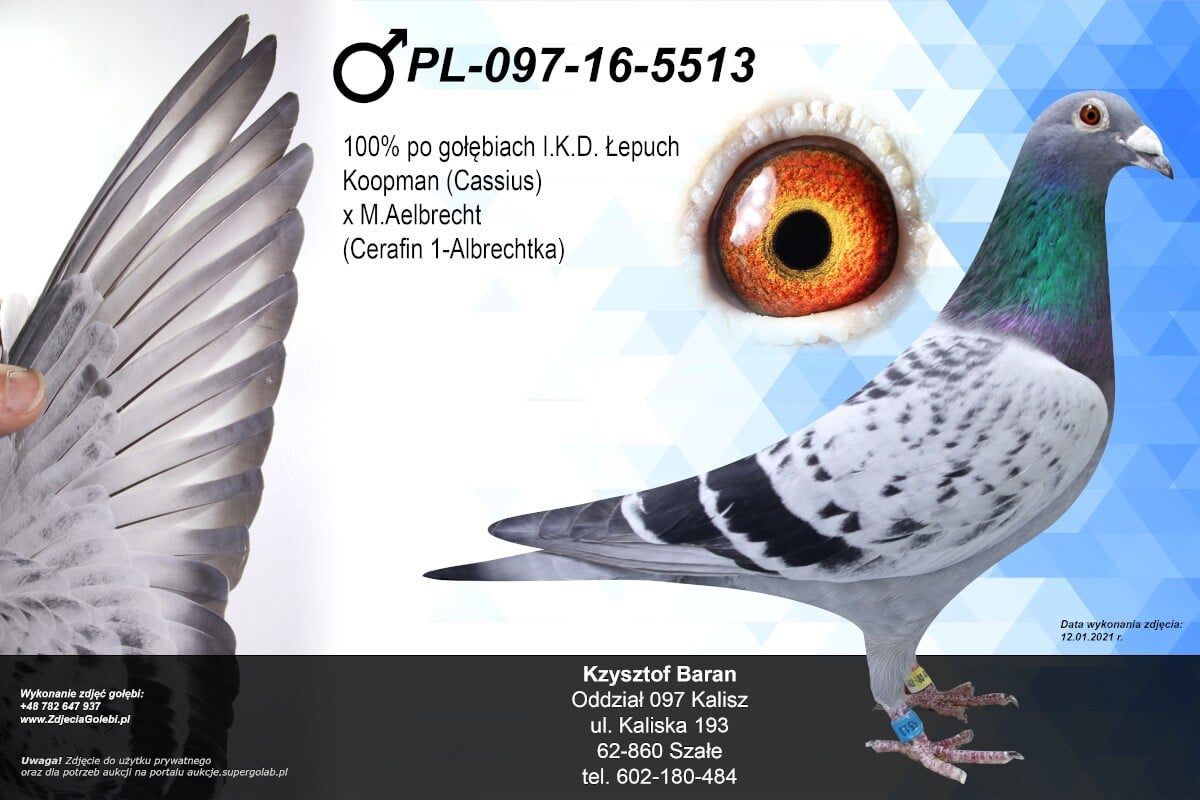 PL-097-16-5513
100% po gołębiach I.K.D. Łepuch
Koopman (Cassius)
x M.Aelbrecht
(Cerafin 1-Albrechtka)
Data wykonania zdjęcia:
12.01.2021 r.
Wykonanie zdjęć gołębi:
+48 782 647 937
www.ZdjeciaGolebi.pl
Uwaga! Zdjęcie do użytku prywatnego
oraz dla potrzeb aukcji na portalu aukcje.supergolab.pl
Krzysztof Baran
Oddział 097 Kalisz
ul. Kaliska 193
62-860 Szałe
tel. 602-180-484
5513